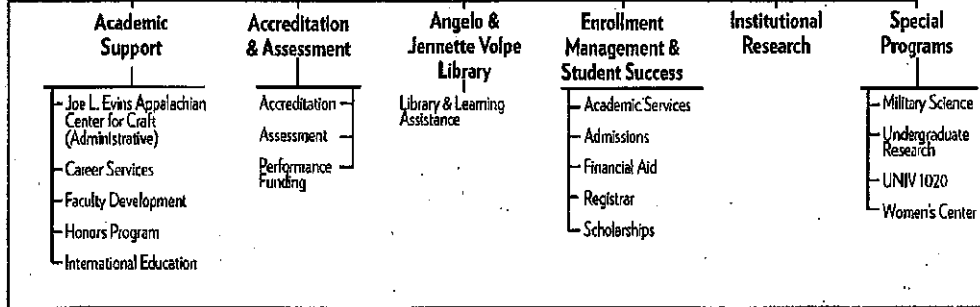 Academic
Support
Joe L. Evins Appalachian
Center for Craft
(Administrative)
Career Services
Faculty Development
Honors Program
International Education
Accreditation
& Assessment
Accreditation
Assessment
Performance
Funding
Angelo &
Jennette Volpe
Library
Library & Learning
Assistance
Enrollment
Management &
Student Success
Academic Services
Admissions
Financial Aid
Registrar
Scholarships
Institutional
Research
Special
Programs
Military Science
Undergraduate
Research
UNIV 1020
Women's Center